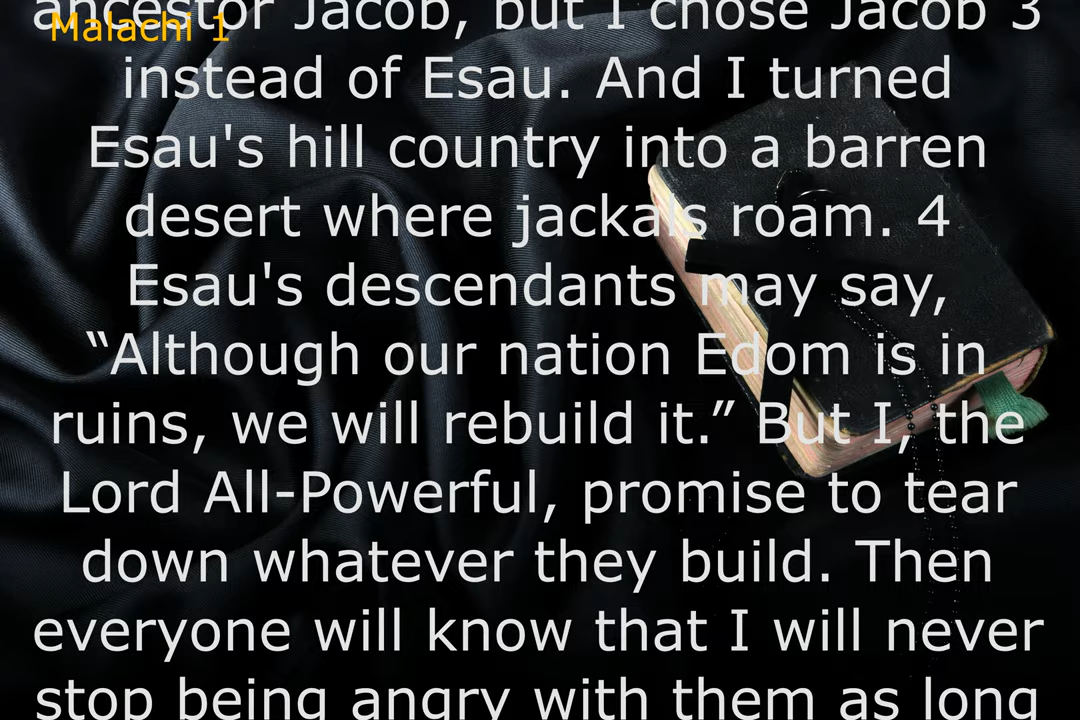 ancestor Jacob, but I chose Jacob 3
Malachi 1
instead of Esau. And I turned
Esau's hill country into a barren
desert where jackals roam. 4
Esau's descendants may say,
“Although our nation Edom is in
ruins, we will rebuild it.” But I, the
Lord All-Powerful, promise to tear
down whatever they build. Then
everyone will know that I will never
stop being angry with them as long